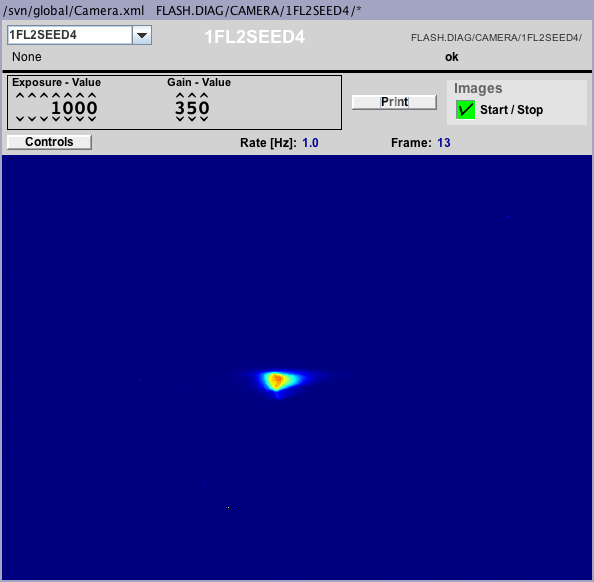 /svn/global/Camera.xml FLASH.DIAG/CAMERA/1FL2SEED4/*
1FL2SEED4 1FL2SEED4 FLASH.DIAG/CAMERA/1FL2SEED4/
None ok
Exposure - Value Gain - Value Images
1000 350 Print Start / Stop
Controls Rate [Hz]: 1.0 Frame: 13